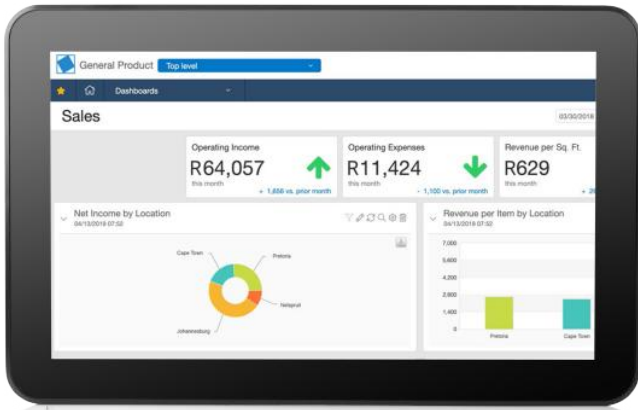 General Product Top level
Dashboards
Sales
03/30/2018
Operating Income
R64,057
this month
+ 1,656 vs. prior month
Operating Expenses
R11,424
this month
- 1,100 vs. prior month
Revenue per Sq. Ft.
R629
this month
Net Income by Location
04/13/2018 07:52
Cape Town
Pretoria
Nelspruit
Johannesburg
Revenue per Item by Location
04/13/2018 07:52
7,000
5,600
4,200
2,800
1,400
0
Pretoria
Cape Town